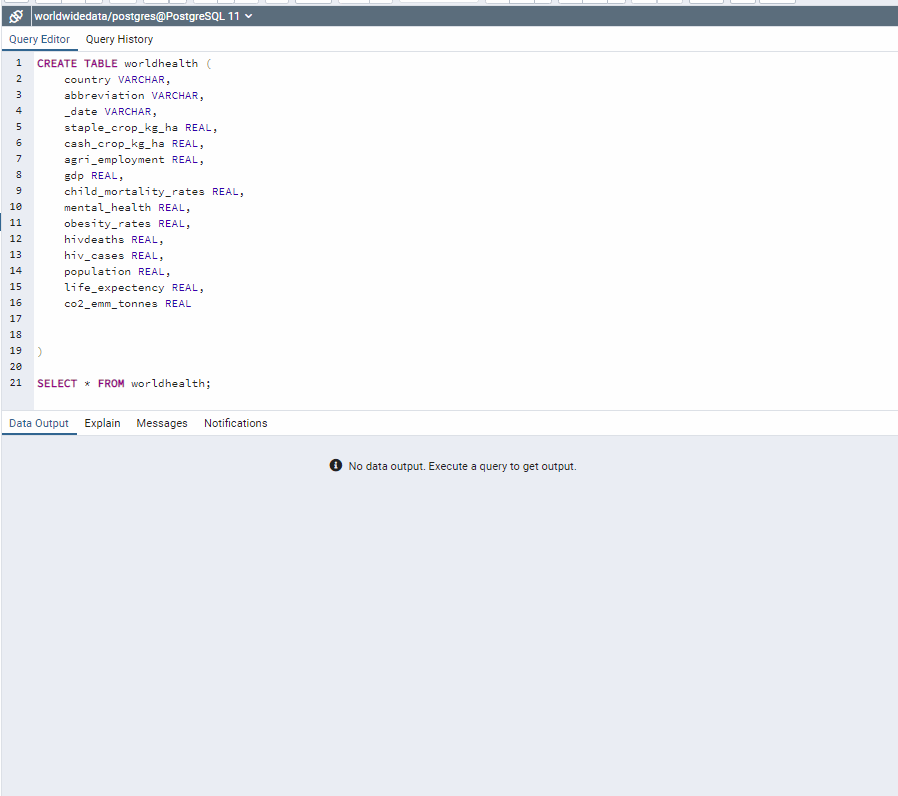 worldwidedata/postgres@PostgreSQL 11
Query Editor Query History
1 CREATE TABLE worldhealth (
2 country VARCHAR,
3 abbreviation VARCHAR,
4 _date VARCHAR,
5 staple_crop_kg_ha REAL,
6 cash_crop_kg_ha REAL,
7 agri_employment REAL,
8 gdp REAL,
9 child_mortality_rates REAL,
10 mental_health REAL,
11 obesity_rates REAL,
12 hivdeaths REAL,
13 hiv_cases REAL,
14 population REAL,
15 life_expectency REAL,
16 co2_emm_tonnes REAL
17
18
19 )
20
21 SELECT * FROM worldhealth;
Data Output Explain Messages Notifications
No data output. Execute a query to get output.